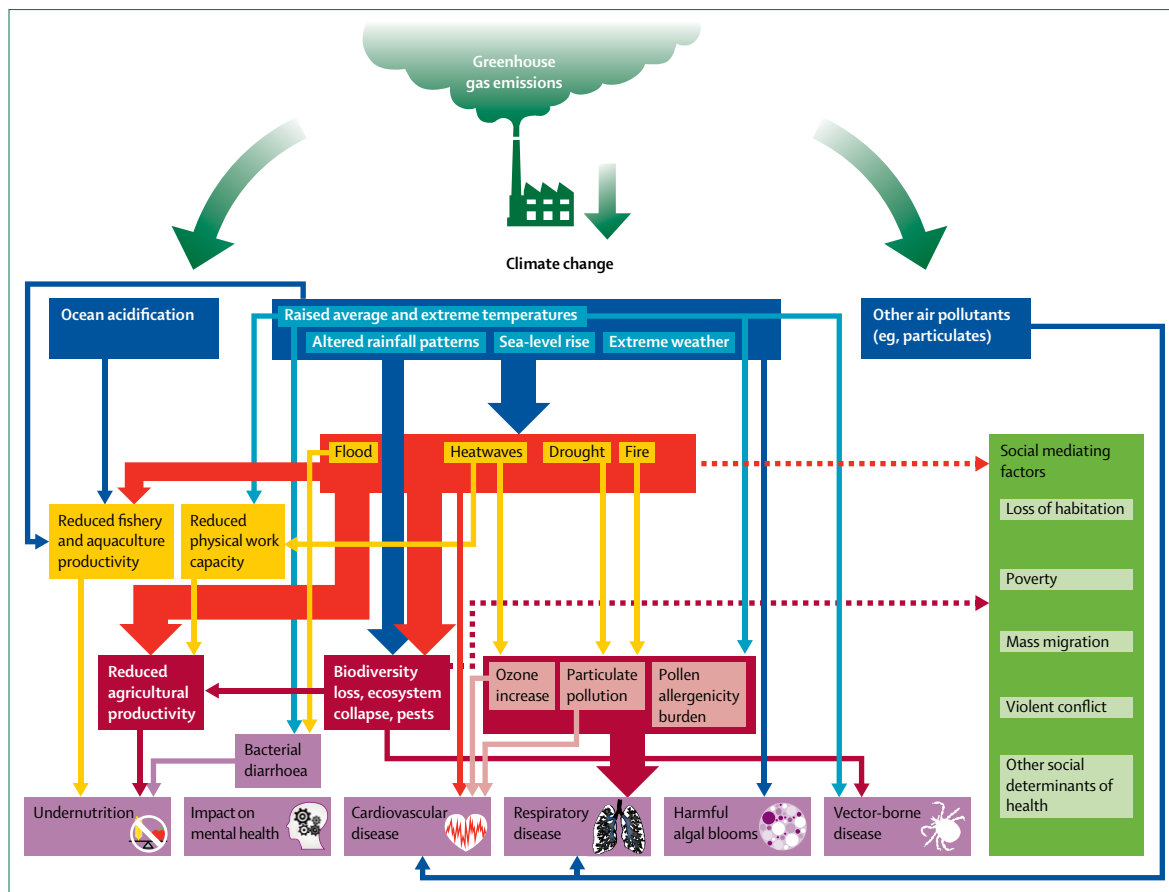 Greenhouse
gas emissions
Climate change
Ocean acidification
Raised average and extreme temperatures
Altered rainfall patterns
Sea-level rise
Extreme weather
Other air pollutants
(eg, particulates)
Flood
Heatwaves
Drought
Fire
Social mediating
factors
Loss of habitation
Poverty
Mass migration
Violent conflict
Other social
determinants of
health
Reduced fishery
and aquaculture
productivity
Reduced
physical work
capacity
Reduced
agricultural
productivity
Biodiversity
loss, ecosystem
collapse, pests
Ozone
increase
Particulate
pollution
Pollen
allergenicity
burden
Bacterial
diarrhoea
Undernutrition
Impact on
mental health
Cardiovascular
disease
Respiratory
disease
Harmful
algal blooms
Vector-borne
disease